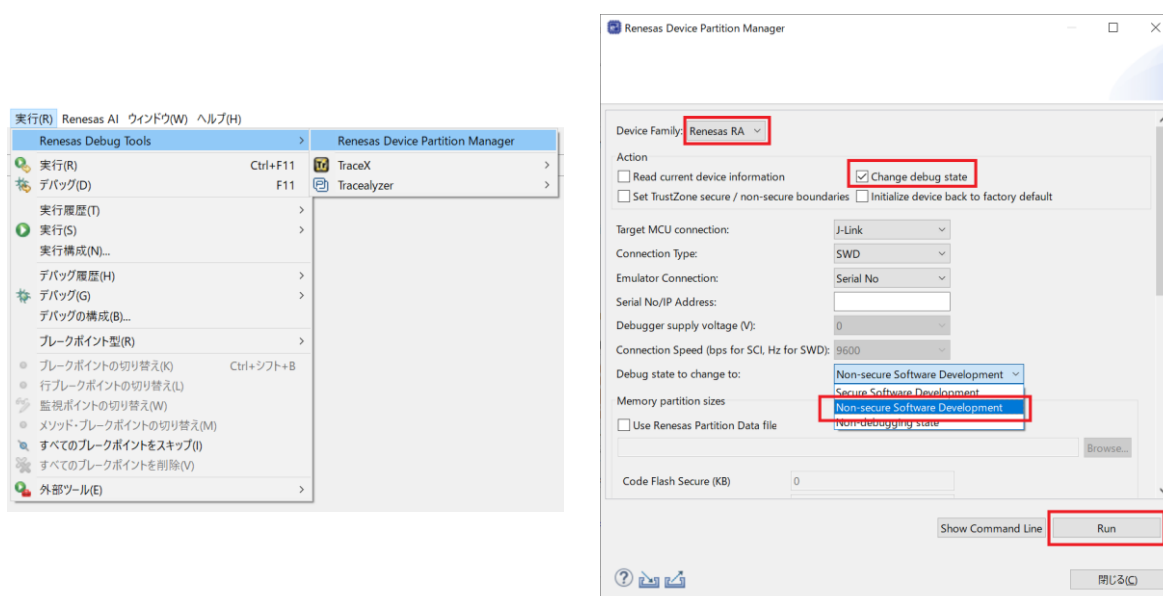 実行(R) Renesas AI ウィンドウ(W) ヘルプ(H)
Renesas Debug Tools >
実行(R) Ctrl+F11
デバッグ(D) F11
実行履歴(T) >
実行(S) >
実行構成(N)...
デバッグ履歴(H) >
デバッグ(G) >
デバッグの構成(B)...
ブレークポイント型(R) >
ブレークポイントの切り替え(K) Ctrl+シフト+B
行ブレークポイントの切り替え(L)
監視ポイントの切り替え(W)
メソッド・ブレークポイントの切り替え(M)
すべてのブレークポイントをスキップ(I)
すべてのブレークポイントを削除(V)
外部ツール(E) >
Renesas Device Partition Manager
TraceX >
Tracealyzer >
Renesas Device Partition Manager
Device Family: Renesas RA
Action
Read current device information Change debug state
Set TrustZone secure / non-secure boundaries Initialize device back to factory default
Target MCU connection: J-Link
Connection Type: SWD
Emulator Connection: Serial No
Serial No/IP Address:
Debugger supply voltage (V): 0
Connection Speed (bps for SCI, Hz for SWD): 9600
Debug state to change to: Non-secure Software Development
Secure Software Development
Non-secure Software Development
Non-debugging state
Memory partition sizes
Use Renesas Partition Data file
Browse...
Code Flash Secure (KB) 0
Show Command Line Run
閉じる(C)